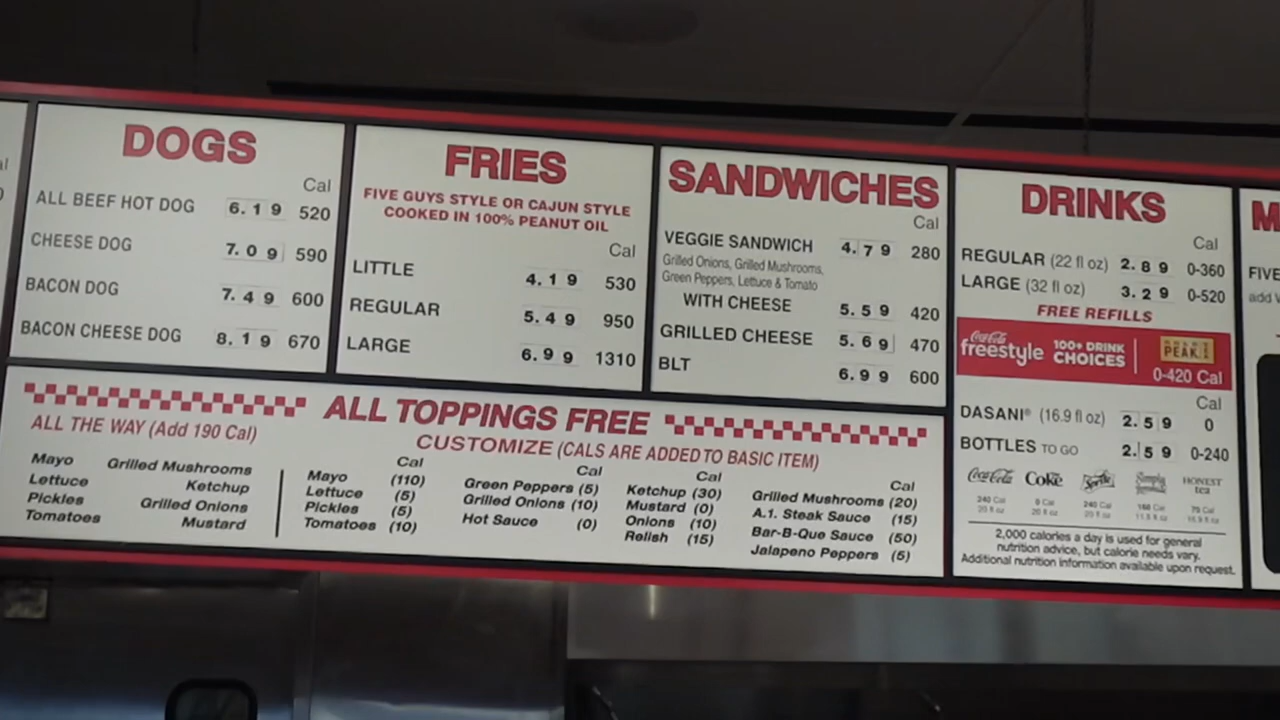 DOGS
Cal
ALL BEEF HOT DOG 6.19 520
CHEESE DOG 7.09 590
BACON DOG 7.49 600
BACON CHEESE DOG 8.19 670
FRIES
FIVE GUYS STYLE OR CAJUN STYLE
COOKED IN 100% PEANUT OIL
Cal
LITTLE 4.19 530
REGULAR 5.49 950
LARGE 6.99 1310
SANDWICHES
Cal
VEGGIE SANDWICH 4.79 280
Grilled Onions, Grilled Mushrooms,
Green Peppers, Lettuce & Tomato
WITH CHEESE 5.59 420
GRILLED CHEESE 5.69 470
BLT 6.99 600
DRINKS
Cal
REGULAR (22 fl oz) 2.89 0-360
LARGE (32 fl oz) 3.29 0-520
FREE REFILLS
Coca-Cola
freestyle 100+ DRINK
CHOICES
GOLD
PEAK
0-420 Cal
Cal
DASANI® (16.9 fl oz) 2.59 0
BOTTLES TO GO 2.59 0-240
Coca-Cola Coke Sprite Simply HONEST
tea
240 Cal 0 Cal 240 Cal 70 Cal
20 fl oz 20 fl oz 20 fl oz
2,000 calories a day is used for general
nutrition advice, but calorie needs vary.
Additional nutrition information available upon request.
M
FIVE
add
ALL TOPPINGS FREE
ALL THE WAY (Add 190 Cal)
Mayo Grilled Mushrooms
Lettuce Ketchup
Pickles Grilled Onions
Tomatoes Mustard
CUSTOMIZE (CALS ARE ADDED TO BASIC ITEM)
Cal
Mayo (110)
Lettuce (5)
Pickles (5)
Tomatoes (10)
Cal
Green Peppers (5)
Grilled Onions (10)
Hot Sauce (0)
Cal
Ketchup (30)
Mustard (0)
Onions (10)
Relish (15)
Cal
Grilled Mushrooms (20)
A.1. Steak Sauce (15)
Bar-B-Que Sauce (50)
Jalapeno Peppers (5)